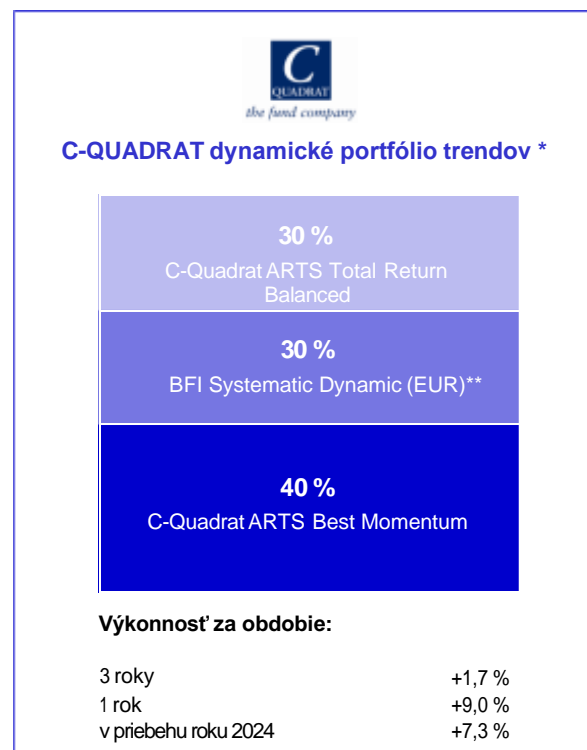 C
QUADRAT
the fund company
C-QUADRAT dynamické portfólio trendov *
30 %
C-Quadrat ARTS Total Return
Balanced
30 %
BFI Systematic Dynamic (EUR)**
40 %
C-Quadrat ARTS Best Momentum
Výkonnosť za obdobie:
3 roky +1,7 %
1 rok +9,0 %
v priebehu roku 2024 +7,3 %